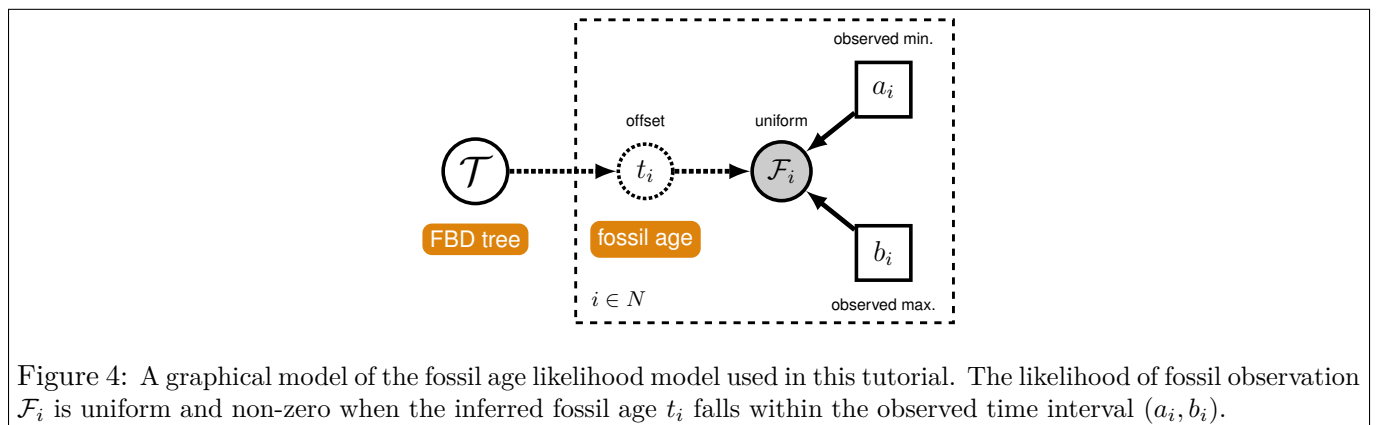 observed min.
a_i
offset
uniform
𝒯
t_i
ℱ_i
FBD tree
fossil age
b_i
i ∈ N
observed max.
Figure 4: A graphical model of the fossil age likelihood model used in this tutorial. The likelihood of fossil observation
ℱ_i is uniform and non-zero when the inferred fossil age t_i falls within the observed time interval (a_i, b_i).